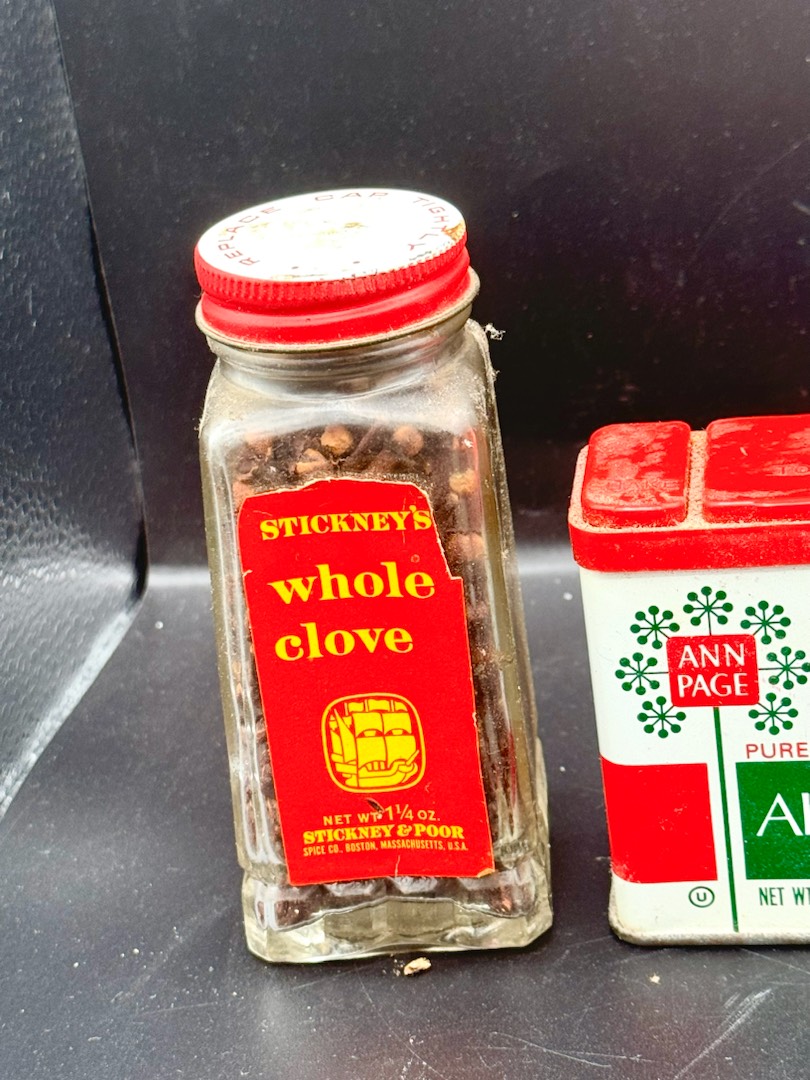 REPLACE CAP TIGHTLY
STICKNEY'S
whole
clove
NET WT 1¼ OZ.
STICKNEY & POOR
SPICE CO., BOSTON, MASSACHUSETTS, U.S.A.
ANN
PAGE
PURE
U
NET WT